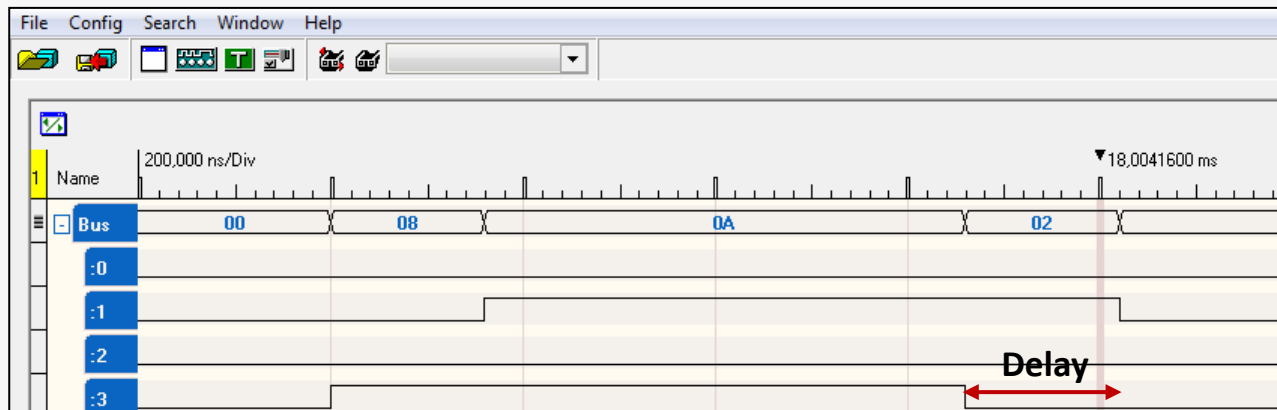 File Config Search Window Help
200,000 ns/Div
18,0041600 ms
1 Name
Bus 00 08 0A 02
:0
:1
:2
Delay
:3